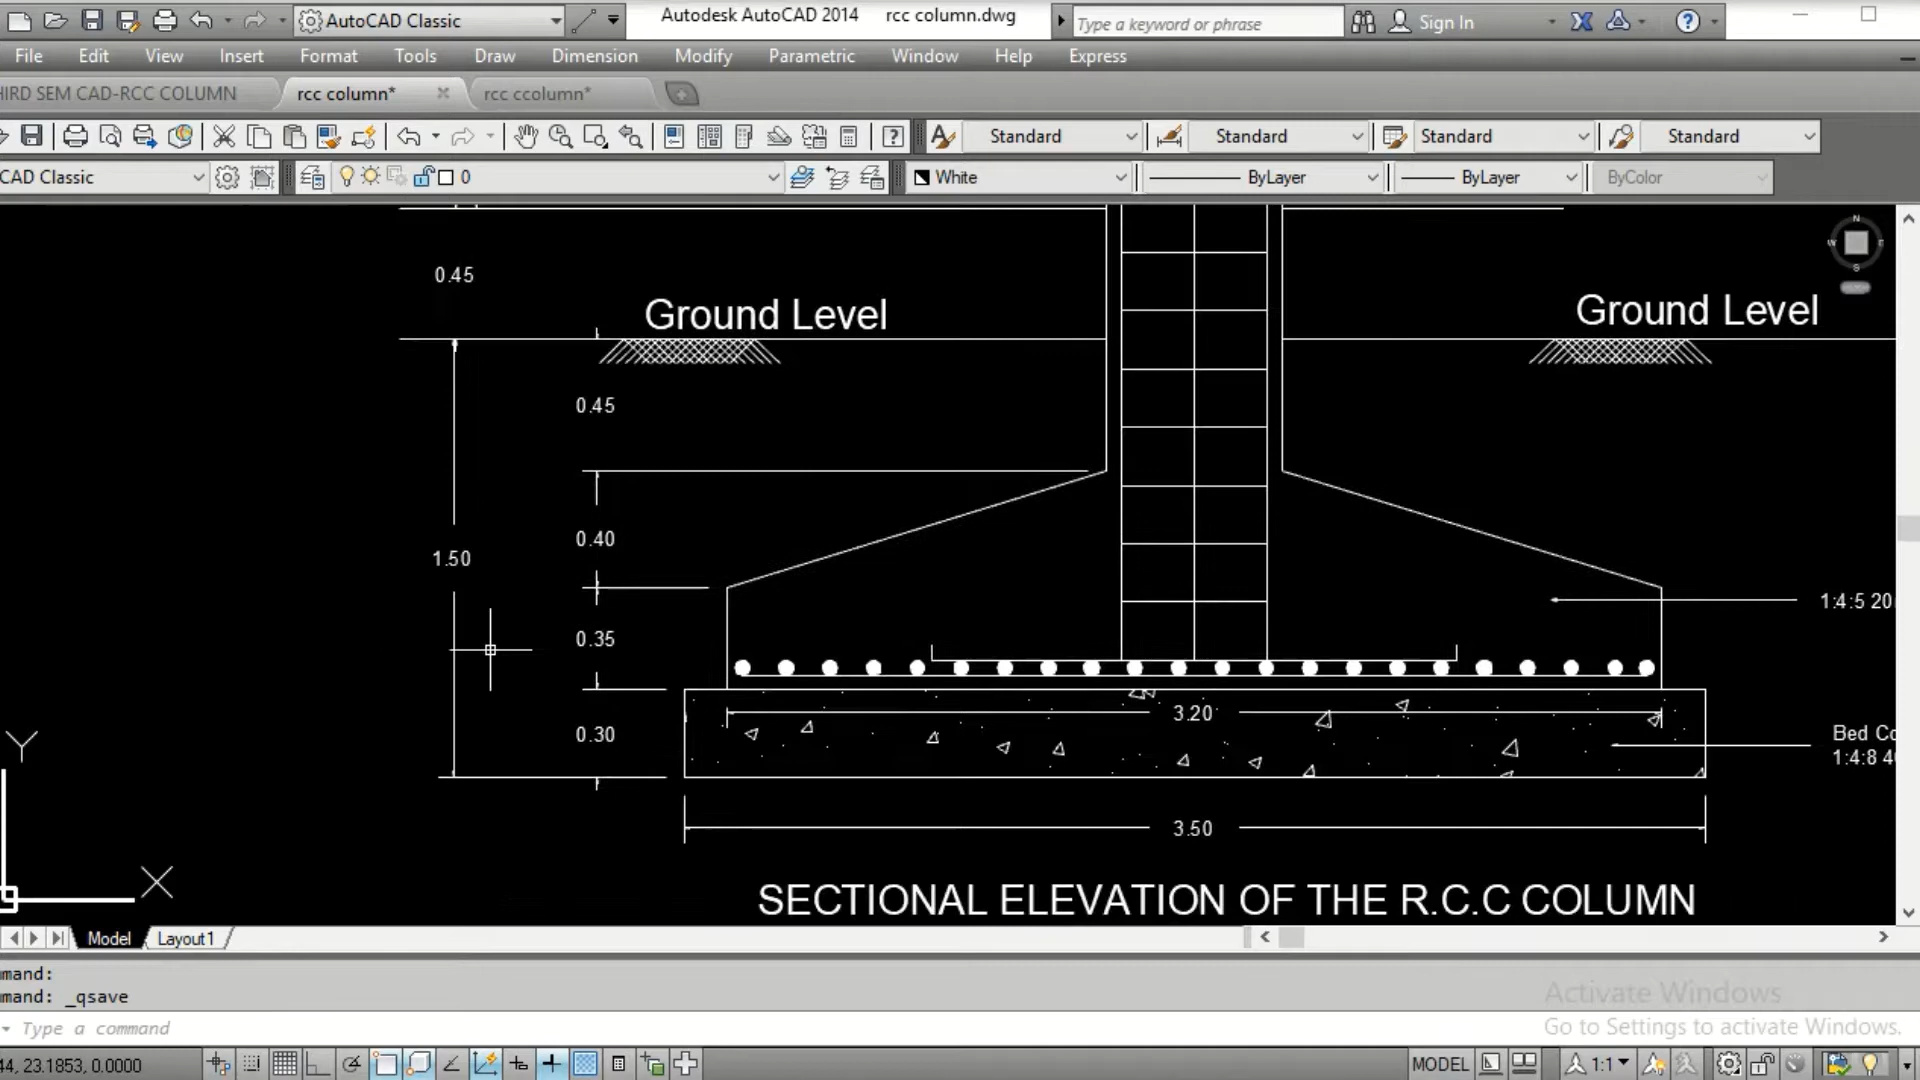 AutoCAD Classic
Autodesk AutoCAD 2014 rcc column.dwg
Type a keyword or phrase
Sign In
File Edit View Insert Format Tools Draw Dimension Modify Parametric Window Help Express
HIRD SEM CAD-RCC COLUMN rcc column* rcc ccolumn*
Standard Standard Standard Standard
CAD Classic 0 White ByLayer ByLayer ByColor
N
W
S
0.45
Ground Level Ground Level
0.45
0.40
1.50
1:4:5 20
0.35
3.20
0.30
Bed Co
1:4:8 4
3.50
Y
X
SECTIONAL ELEVATION OF THE R.C.C COLUMN
Model Layout1
mmand:
mmand: _qsave
Type a command
Activate Windows
Go to Settings to activate Windows.
44, 23.1853, 0.0000 MODEL 1:1